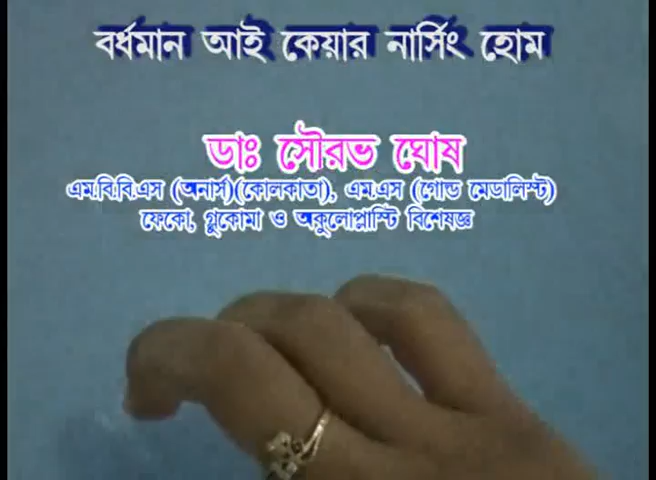 বর্ধমান আই কেয়ার নার্সিং হোম
ডাঃ সৌরভ ঘোষ
এম.বি.বি.এস (অনার্স)(কোলকাতা), এম.এস (গোল্ড মেডালিস্ট)
ফেকো, গ্লুকোমা ও অকুলোপ্লাস্টি বিশেষজ্ঞ